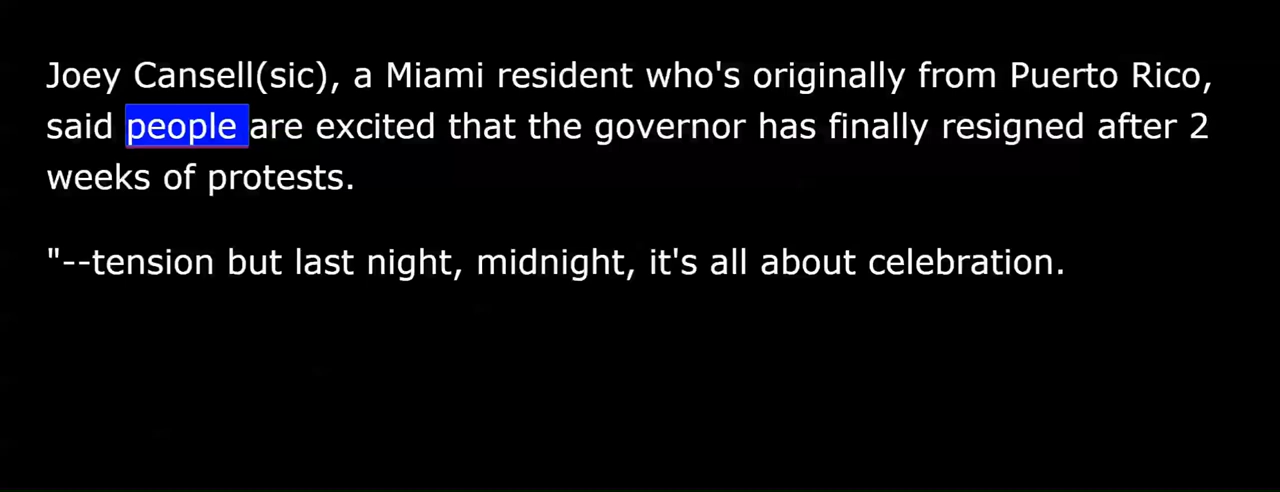 Joey Cansell(sic), a Miami resident who's originally from Puerto Rico,
said people are excited that the governor has finally resigned after 2
weeks of protests.
"--tension but last night, midnight, it's all about celebration.